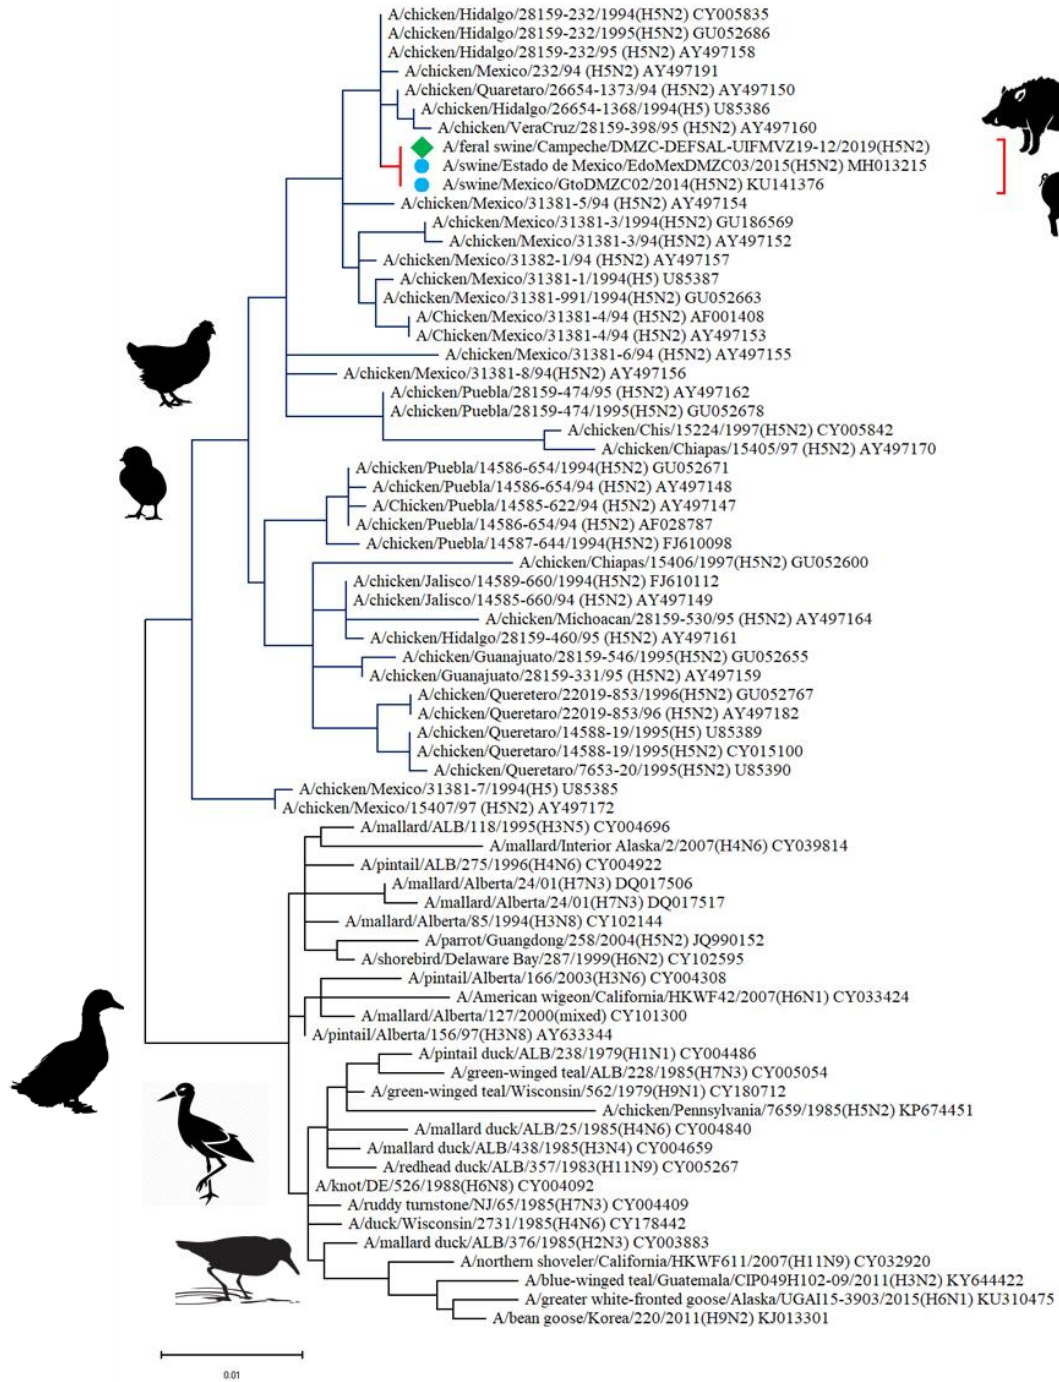 A/chicken/Hidalgo/28159-232/1994(H5N2) CY005835
A/chicken/Hidalgo/28159-232/1995(H5N2) GU052686
A/chicken/Hidalgo/28159-232/95 (H5N2) AY497158
A/chicken/Mexico/232/94 (H5N2) AY497191
A/chicken/Quaretaro/26654-1373/94 (H5N2) AY497150
A/chicken/Hidalgo/26654-1368/1994(H5) U85386
A/chicken/VeraCruz/28159-398/95 (H5N2) AY497160
A/feral swine/Campeche/DMZC-DEFSAL-UIFMVZ19-12/2019(H5N2)
A/swine/Estado de Mexico/EdoMexDMZC03/2015(H5N2) MH013215
A/swine/Mexico/GtoDMZC02/2014(H5N2) KU141376
A/chicken/Mexico/31381-5/94 (H5N2) AY497154
A/chicken/Mexico/31381-3/1994(H5N2) GU186569
A/chicken/Mexico/31381-3/94(H5N2) AY497152
A/chicken/Mexico/31382-1/94 (H5N2) AY497157
A/chicken/Mexico/31381-1/1994(H5) U85387
A/chicken/Mexico/31381-991/1994(H5N2) GU052663
A/Chicken/Mexico/31381-4/94 (H5N2) AF001408
A/Chicken/Mexico/31381-4/94 (H5N2) AY497153
A/chicken/Mexico/31381-6/94 (H5N2) AY497155
A/chicken/Mexico/31381-8/94(H5N2) AY497156
A/chicken/Puebla/28159-474/95 (H5N2) AY497162
A/chicken/Puebla/28159-474/1995(H5N2) GU052678
A/chicken/Chis/15224/1997(H5N2) CY005842
A/chicken/Chiapas/15405/97 (H5N2) AY497170
A/chicken/Puebla/14586-654/1994(H5N2) GU052671
A/chicken/Puebla/14586-654/94 (H5N2) AY497148
A/Chicken/Puebla/14585-622/94 (H5N2) AY497147
A/chicken/Puebla/14586-654/94 (H5N2) AF028787
A/chicken/Puebla/14587-644/1994(H5N2) FJ610098
A/chicken/Chiapas/15406/1997(H5N2) GU052600
A/chicken/Jalisco/14589-660/1994(H5N2) FJ610112
A/chicken/Jalisco/14585-660/94 (H5N2) AY497149
A/chicken/Michoacan/28159-530/95 (H5N2) AY497164
A/chicken/Hidalgo/28159-460/95 (H5N2) AY497161
A/chicken/Guanajuato/28159-546/1995(H5N2) GU052655
A/chicken/Guanajuato/28159-331/95 (H5N2) AY497159
A/chicken/Queretero/22019-853/1996(H5N2) GU052767
A/chicken/Queretaro/22019-853/96 (H5N2) AY497182
A/chicken/Queretaro/14588-19/1995(H5) U85389
A/chicken/Queretaro/14588-19/1995(H5N2) CY015100
A/chicken/Queretaro/7653-20/1995(H5N2) U85390
A/chicken/Mexico/31381-7/1994(H5) U85385
A/chicken/Mexico/15407/97 (H5N2) AY497172
A/mallard/ALB/118/1995(H3N5) CY004696
A/mallard/Interior Alaska/2/2007(H4N6) CY039814
A/pintail/ALB/275/1996(H4N6) CY004922
A/mallard/Alberta/24/01(H7N3) DQ017506
A/mallard/Alberta/24/01(H7N3) DQ017517
A/mallard/Alberta/85/1994(H3N8) CY102144
A/parrot/Guangdong/258/2004(H5N2) JQ990152
A/shorebird/Delaware Bay/287/1999(H6N2) CY102595
A/pintail/Alberta/166/2003(H3N6) CY004308
A/American wigeon/California/HKWF42/2007(H6N1) CY033424
A/mallard/Alberta/127/2000(mixed) CY101300
A/pintail/Alberta/156/97(H3N8) AY633344
A/pintail duck/ALB/238/1979(H1N1) CY004486
A/green-winged teal/ALB/228/1985(H7N3) CY005054
A/green-winged teal/Wisconsin/562/1979(H9N1) CY180712
A/chicken/Pennsylvania/7659/1985(H5N2) KP674451
A/mallard duck/ALB/25/1985(H4N6) CY004840
A/mallard duck/ALB/438/1985(H3N4) CY004659
A/redhead duck/ALB/357/1983(H11N9) CY005267
A/knot/DE/526/1988(H6N8) CY004092
A/ruddy turnstone/NJ/65/1985(H7N3) CY004409
A/duck/Wisconsin/2731/1985(H4N6) CY178442
A/mallard duck/ALB/376/1985(H2N3) CY003883
A/northern shoveler/California/HKWF611/2007(H11N9) CY032920
A/blue-winged teal/Guatemala/CIP049H102-09/2011(H3N2) KY644422
A/greater white-fronted goose/Alaska/UGAI15-3903/2015(H6N1) KU310475
A/bean goose/Korea/220/2011(H9N2) KJ013301
0.01